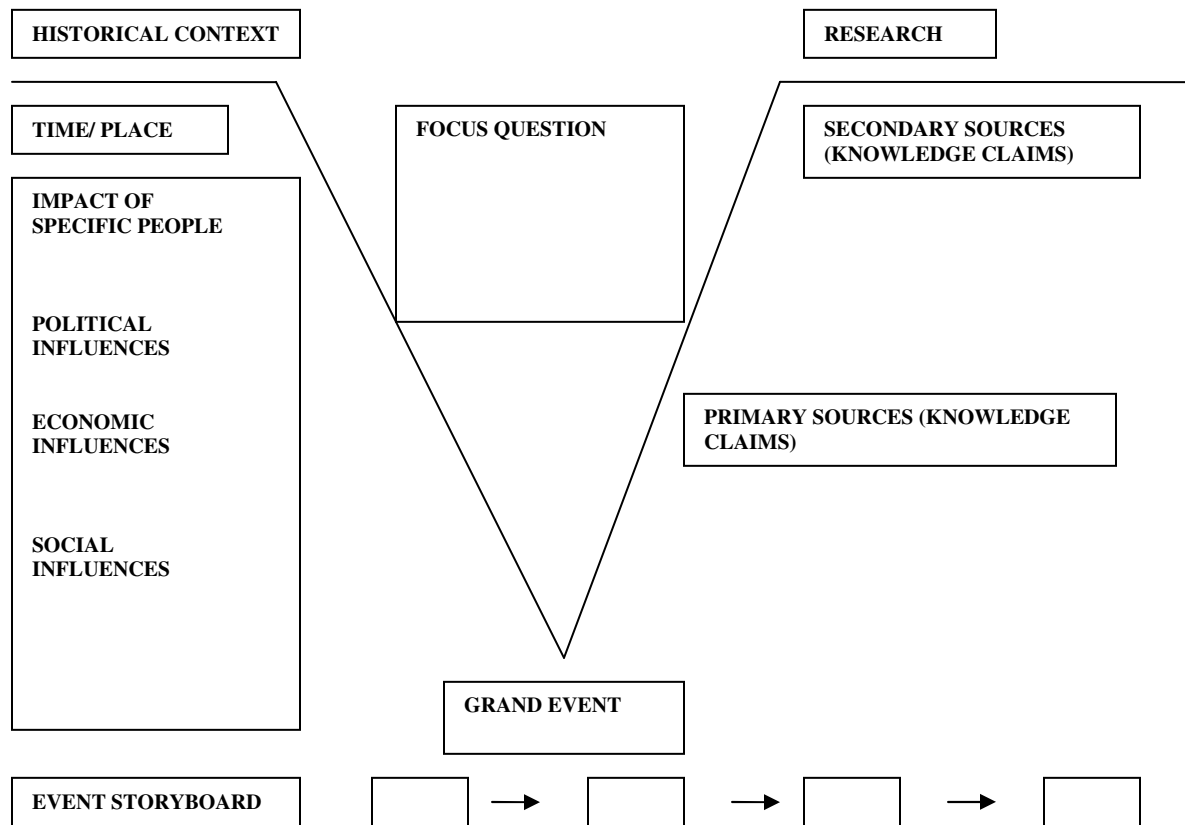 HISTORICAL CONTEXT
RESEARCH
TIME/ PLACE
FOCUS QUESTION
SECONDARY SOURCES
(KNOWLEDGE CLAIMS)
IMPACT OF
SPECIFIC PEOPLE
POLITICAL
INFLUENCES
ECONOMIC
INFLUENCES
SOCIAL
INFLUENCES
PRIMARY SOURCES (KNOWLEDGE
CLAIMS)
GRAND EVENT
EVENT STORYBOARD